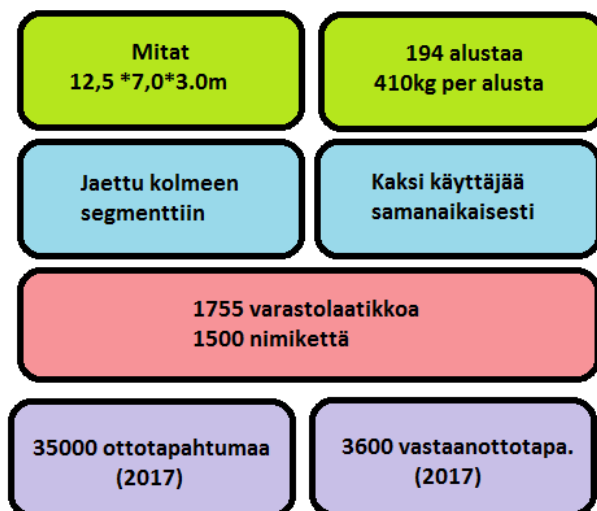 Mitat
12,5 *7,0*3.0m
194 alustaa
410kg per alusta
Jaettu kolmeen
segmenttiin
Kaksi käyttäjää
samanaikaisesti
1755 varastolaatikkoa
1500 nimikettä
35000 ottotapahtumaa
(2017)
3600 vastaanottotapa.
(2017)